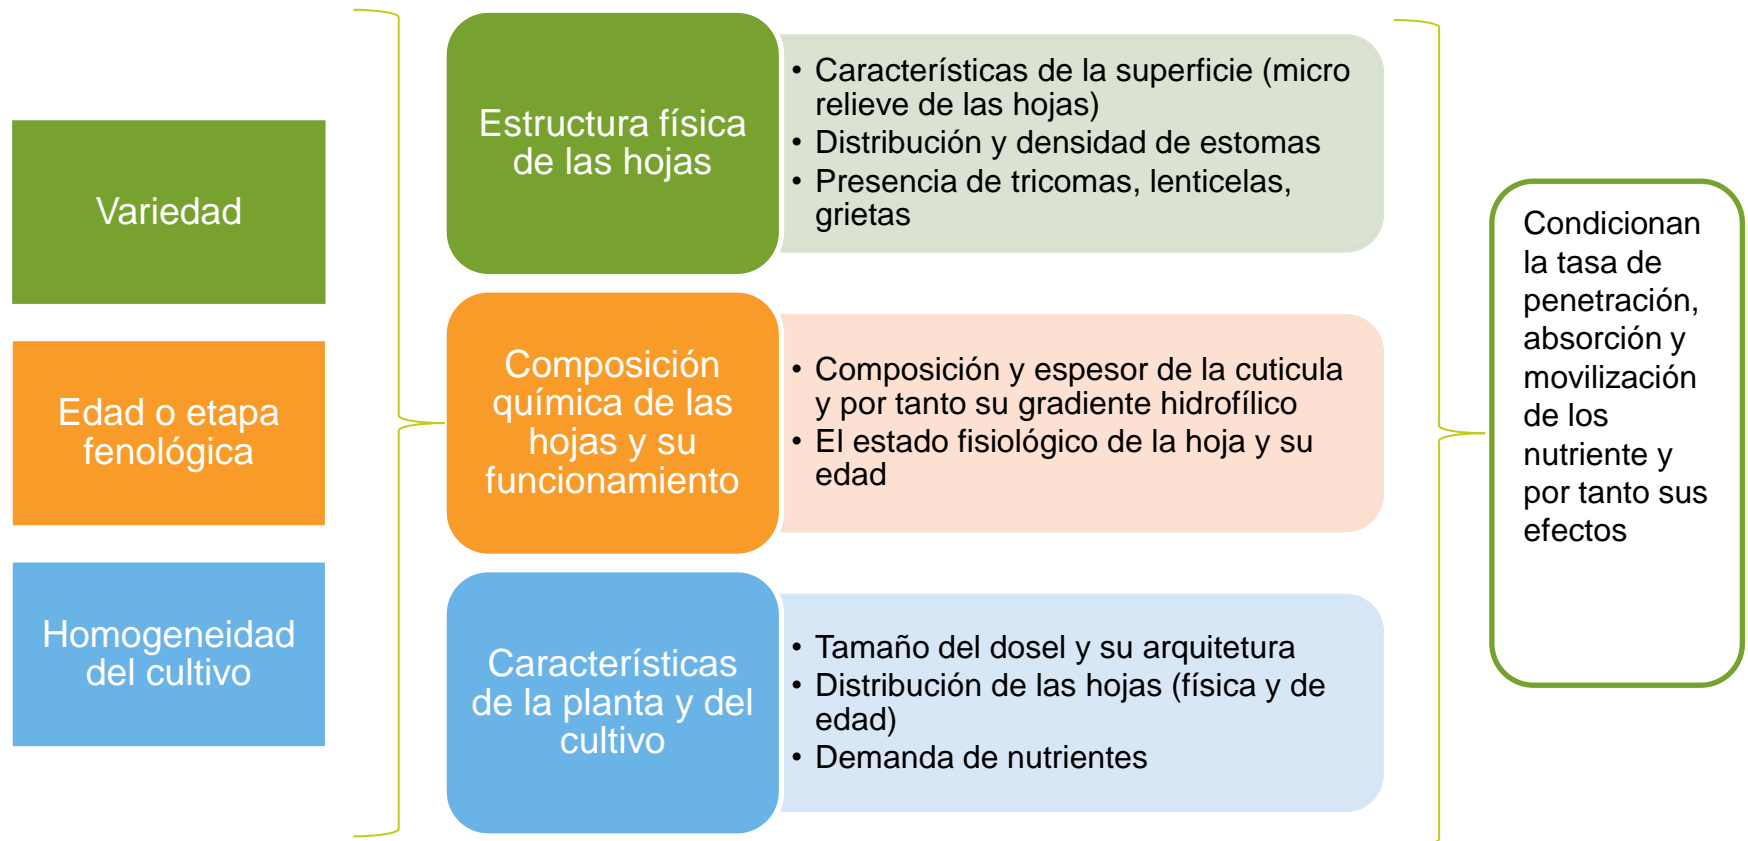 Variedad
Edad o etapa
fenológica
Homogeneidad
del cultivo
Estructura física
de las hojas
• Características de la superficie (micro
relieve de las hojas)
• Distribución y densidad de estomas
• Presencia de tricomas, lenticelas,
grietas
Composición
química de las
hojas y su
funcionamiento
• Composición y espesor de la cuticula
y por tanto su gradiente hidrofílico
• El estado fisiológico de la hoja y su
edad
Características
de la planta y del
cultivo
• Tamaño del dosel y su arquitetura
• Distribución de las hojas (física y de
edad)
• Demanda de nutrientes
Condicionan
la tasa de
penetración,
absorción y
movilización
de los
nutriente y
por tanto sus
efectos